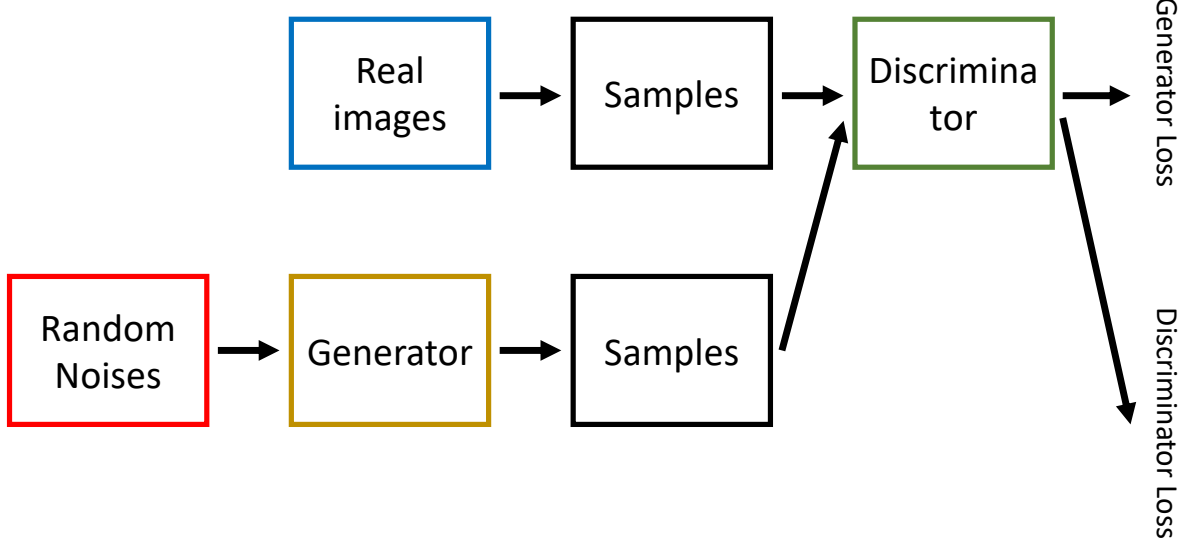 Real
images
Samples
Discrimina
tor
Generator Loss
Random
Noises
Generator
Samples
Discriminator Loss